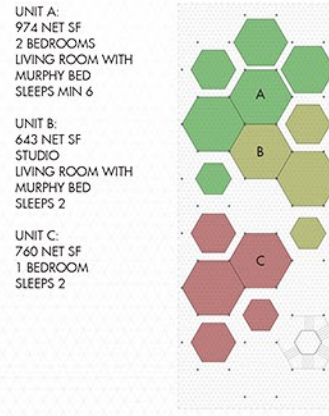 UNIT A:
974 NET SF
2 BEDROOMS
LIVING ROOM WITH
MURPHY BED
SLEEPS MIN 6
UNIT B:
643 NET SF
STUDIO
LIVING ROOM WITH
MURPHY BED
SLEEPS 2
UNIT C:
760 NET SF
1 BEDROOM
SLEEPS 2
A
B
C